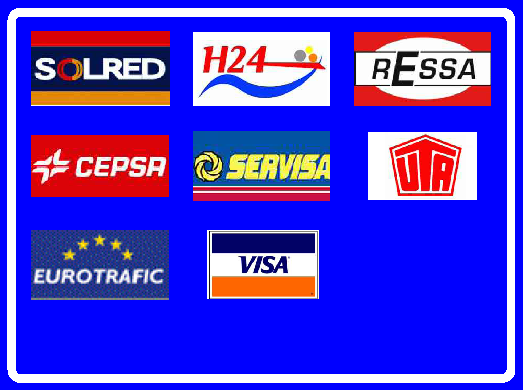 SOLRED
H24
RESSA
CEPSA
SERVISA
UTA
EUROTRAFIC
VISA